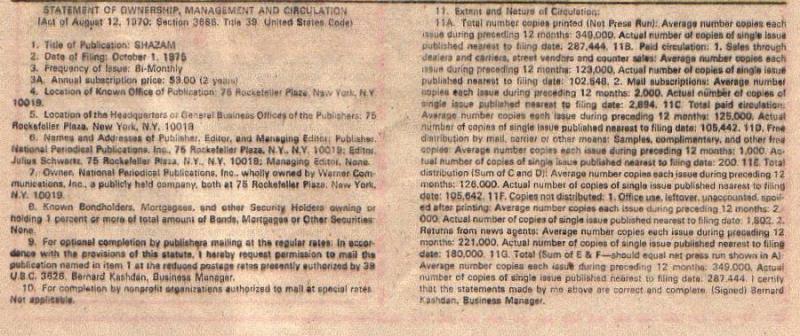 STATEMENT OF OWNERSHIP, MANAGEMENT AND CIRCULATION
(Act of August 12, 1970: Section 3685. Title 39. United States Code)
1. Title of Publication: SHAZAM
2. Date of Filing: October 1, 1975
3. Frequency of Issue: Bi-Monthly
3A. Annual subscription price: $3.00 (2 years)
4. Location of Known Office of Publication: 75 Rockefeller Plaza, New York, N.Y.
10019.
5. Location of the Headquarters or General Business Offices of the Publishers: 75
Rockefeller Plaza, New York, N.Y. 10019
6. Names and Addresses of Publisher, Editor, and Managing Editor: Publisher,
National Periodical Publications, Inc., 75 Rockefeller Plaza, N.Y., N.Y. 10019; Editor,
Julius Schwartz, 75 Rockefeller Plaza, N.Y., N.Y. 10019; Managing Editor, None.
7. Owner, National Periodical Publications, Inc., wholly owned by Warner Com-
munications, Inc., a publicly held company, both at 75 Rockefeller Plaza, New York,
N.Y. 10019.
8. Known Bondholders, Mortgagees, and other Security Holders owning or
holding 1 percent or more of total amount of Bonds, Mortgages or Other Securities:
None.
9. For optional completion by publishers mailing at the regular rates: In accor-
dance with the provisions of this statute, I hereby request permission to mail the
publication named in item 1 at the reduced postage rates presently authorized by 39
U.S.C. 3626. Bernard Kashdan, Business Manager.
10. For completion by nonprofit organizations authorized to mail at special rates.
Not applicable.
11. Extent and Nature of Circulation:
11A. Total number copies printed (Net Press Run): Average number copies each
issue during preceding 12 months: 349,000. Actual number of copies of single issue
published nearest to filing date: 287,444. 11B. Paid circulation: 1. Sales through
dealers and carriers, street vendors and counter sales: Average number copies each
issue during preceding 12 months: 123,000. Actual number of copies of single issue
published nearest to filing date: 102,548. 2. Mail subscriptions: Average number
copies each issue during preceding 12 months: 2,000. Actual number of copies of
single issue published nearest to filing date: 2,894. 11C. Total paid circulation:
Average number copies each issue during preceding 12 months: 125,000. Actual
number of copies of single issue published nearest to filing date: 105,442. 11D. Free
distribution by mail, carrier or other means: Samples, complimentary, and other free
copies: Average number copies each issue during preceding 12 months: 1,000. Ac-
tual number of copies of single issue published nearest to filing date: 200. 11E. Total
distribution (Sum of C and D): Average number copies each issue during preceding 12
months: 126,000. Actual number of copies of single issue published nearest to filing
date: 105,642. 11F. Copies not distributed: 1. Office use, leftover, unaccounted, spoil-
ed after printing: Average number copies each issue during preceding 12 months: 2,-
000. Actual number of copies of single issue published nearest to filing date: 1,802. 2.
Returns from news agents: Average number copies each issue during preceding 12
months: 221,000. Actual number of copies of single issue published nearest to filing
date: 180,000. 11G. Total (Sum of E & F—should equal net press run shown in A):
Average number copies each issue during preceding 12 months: 349,000. Actual
number of copies of single issue published nearest to filing date: 287,444. I certify
that the statements made by me above are correct and complete. (Signed) Bernard
Kashdan, Business Manager.